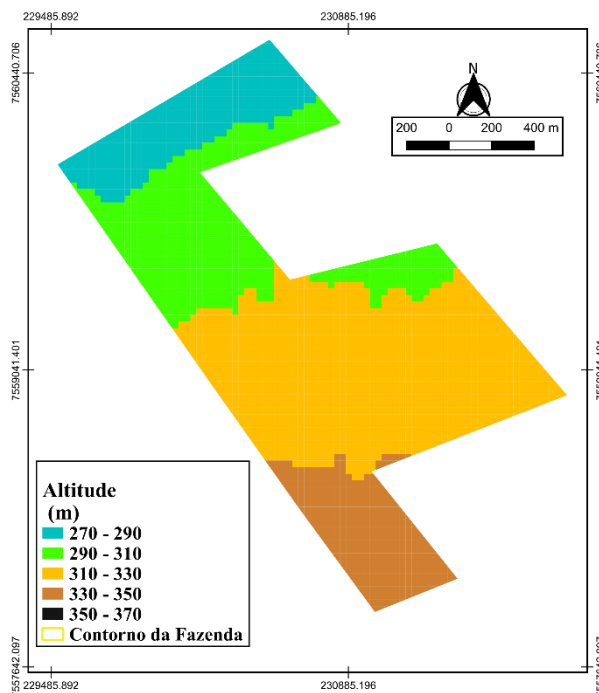 229485.892
230885.196
7560440.706
N
200 0 200 400 m
7559041.401
Altitude
(m)
270 - 290
290 - 310
310 - 330
330 - 350
350 - 370
Contorno da Fazenda
7557642.097
229485.892
230885.196